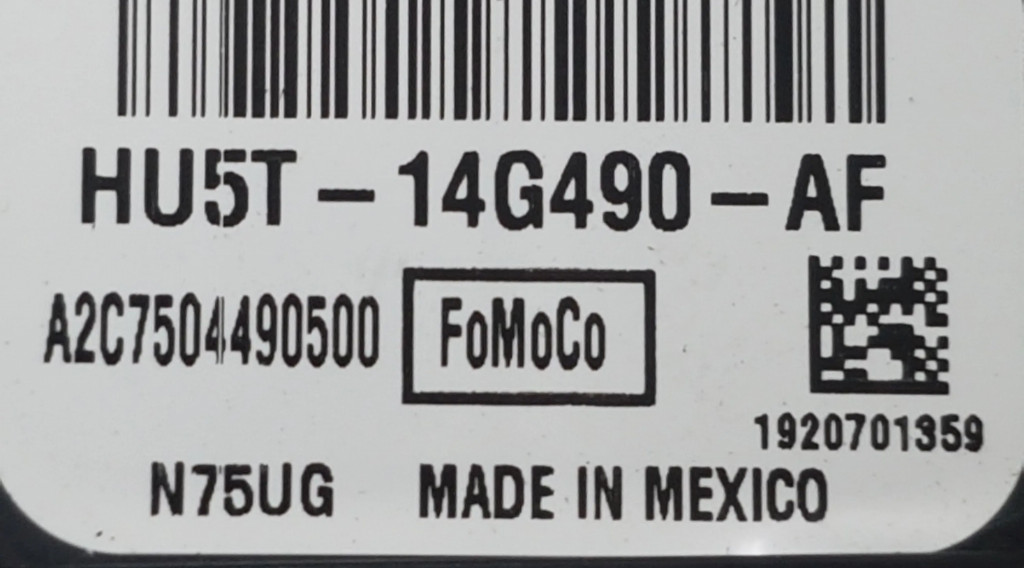 HU5T-14G490-AF
A2C7504490500
FoMoCo
1920701359
N75UG MADE IN MEXICO